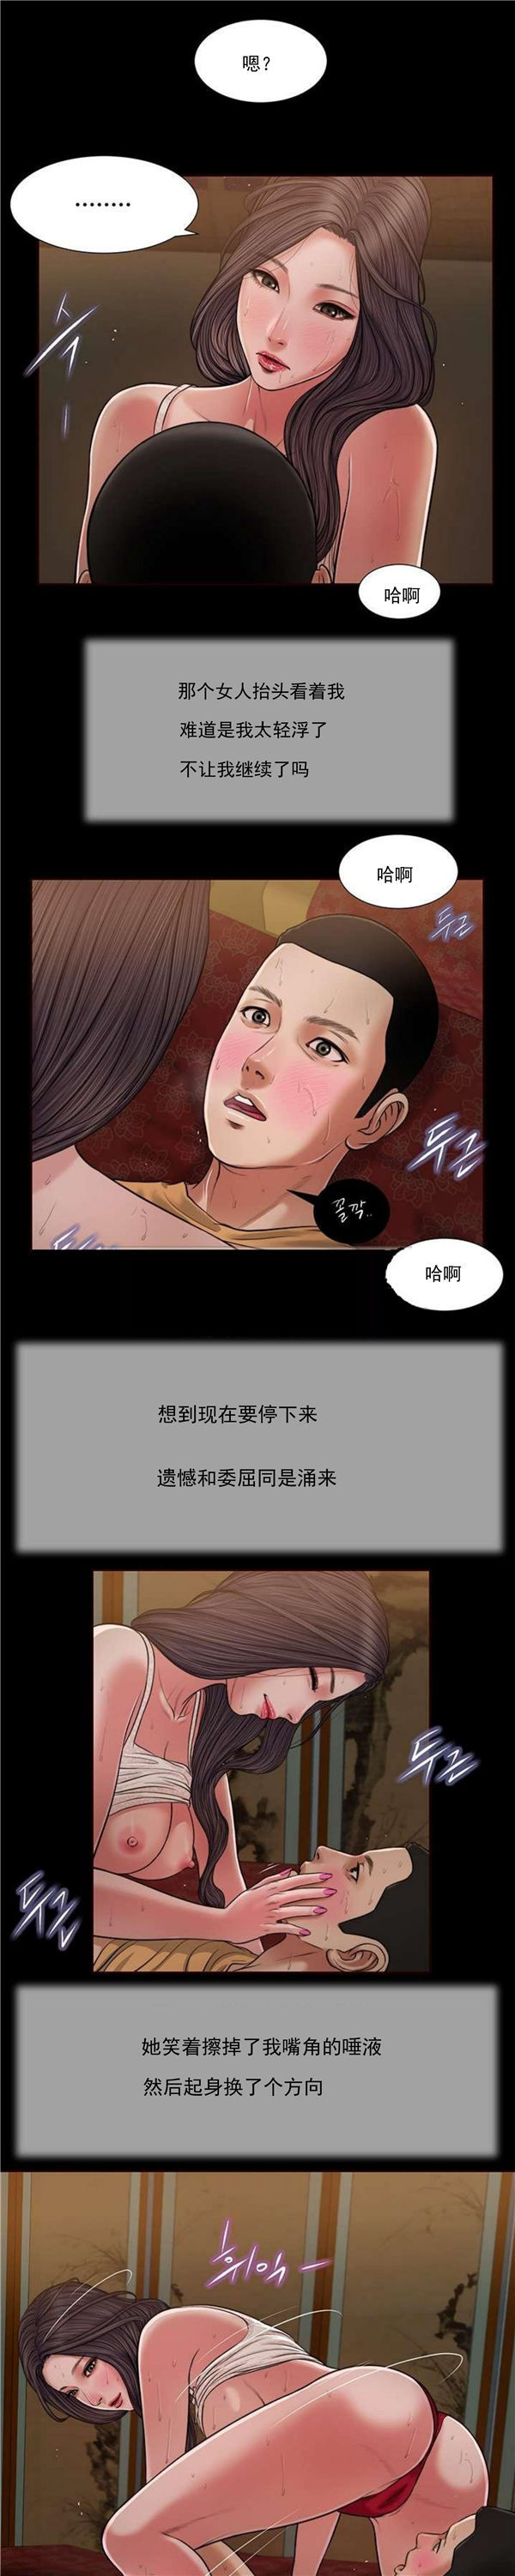 嗯？
········
스
윽
哈啊
那个女人抬头看着我
难道是我太轻浮了
不让我继续了吗
哈啊
두근
두근
꼴깍..
哈啊
想到现在要停下来
遗憾和委屈同是涌来
두근
두근
她笑着擦掉了我嘴角的唾液
然后起身换了个方向
휘익-